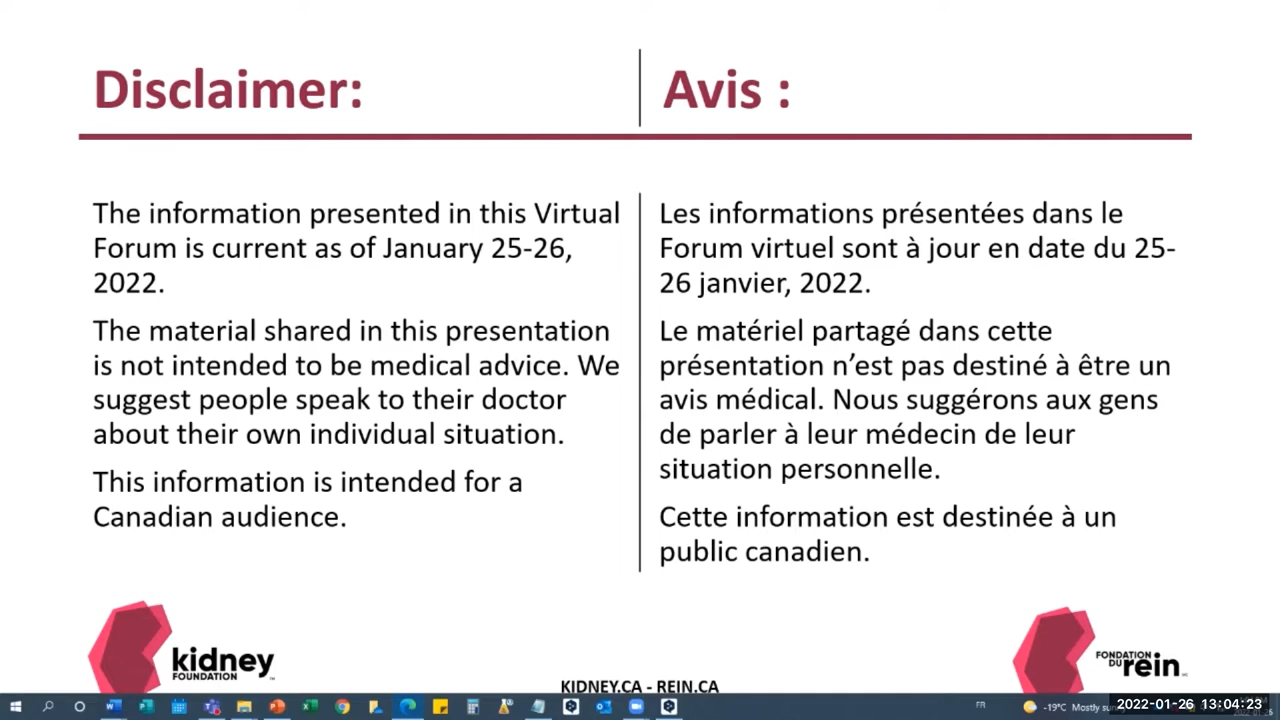 Disclaimer:
Avis :
The information presented in this Virtual
Forum is current as of January 25-26,
2022.
The material shared in this presentation
is not intended to be medical advice. We
suggest people speak to their doctor
about their own individual situation.
This information is intended for a
Canadian audience.
Les informations présentées dans le
Forum virtuel sont à jour en date du 25-
26 janvier, 2022.
Le matériel partagé dans cette
présentation n’est pas destiné à être un
avis médical. Nous suggérons aux gens
de parler à leur médecin de leur
situation personnelle.
Cette information est destinée à un
public canadien.
kidney
FOUNDATION
KIDNEY.CA - REIN.CA
FONDATION
DU rein
FR
-19°C Mostly
2022-01-26 13:04:23